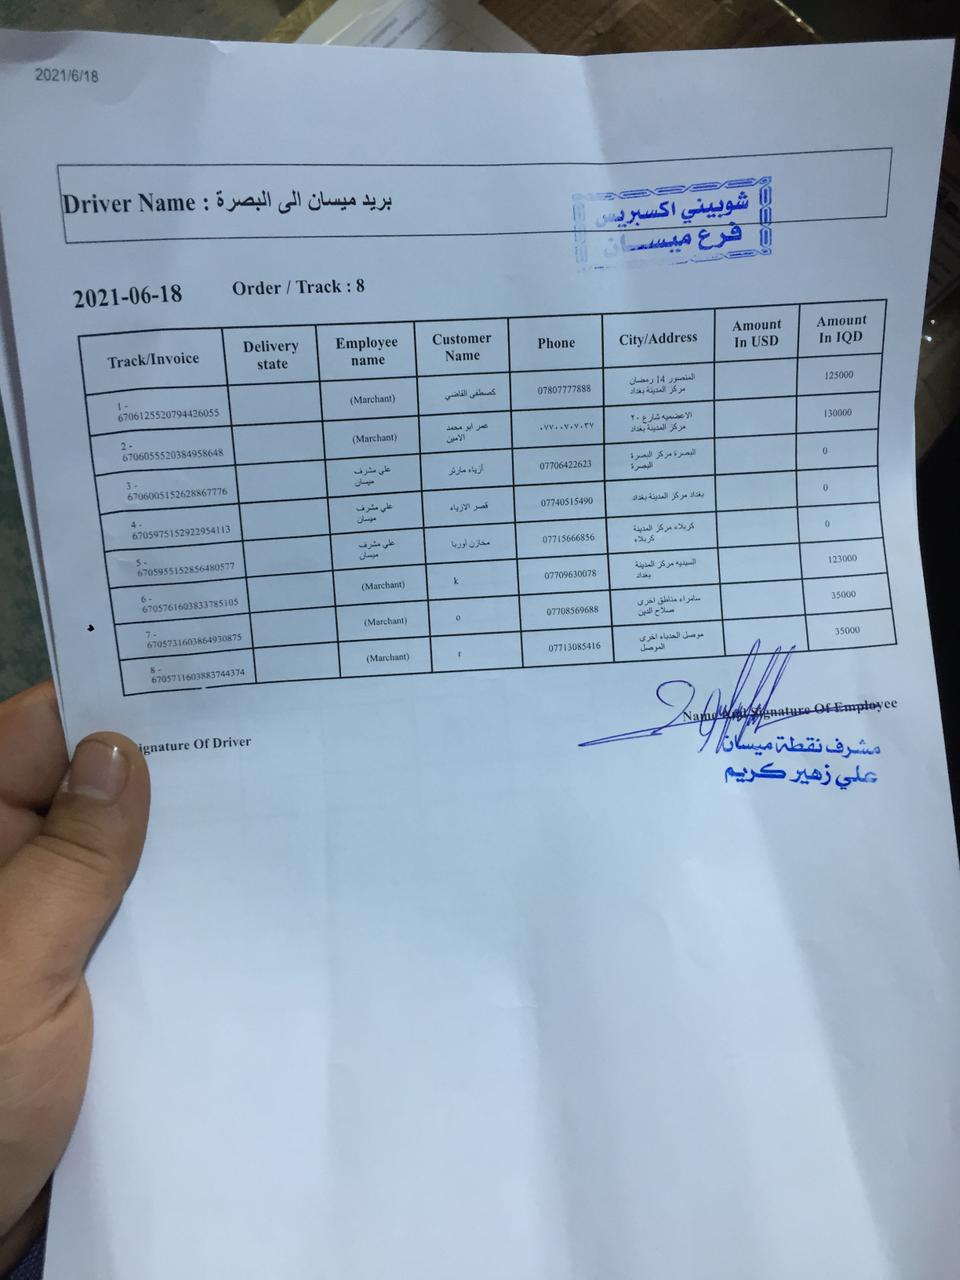 2021/6/18
Driver Name : بريد ميسان الى البصرة
شوبيني اكسبريس
فرع ميسان
2021-06-18 Order / Track : 8
Track/Invoice Delivery state Employee name Customer Name Phone City/Address Amount In USD Amount In IQD
1 - 6706125520794426055 (Marchant) كصطفى القاضي 07807777888 المنصور 14 رمضان مركز المدينة بغداد 125000
2 - 6706055520384958648 (Marchant) عمر ابو محمد الامين ٠٧٧٠٠٧٠٧٠٣٧ الاعضميه شارع ٢٠ مركز المدينة بغداد 130000
3 - 6706005152628867776 علي مشرف ميسان أزياء مارتر 07706422623 البصرة مركز البصرة البصرة 0
4 - 6705975152922954113 علي مشرف ميسان قصر الازياء 07740515490 بغداد مركز المدينة بغداد 0
5 - 6705955152856480577 علي مشرف ميسان مخازن اوربا 07715666856 كربلاء مركز المدينة كربلاء 0
6 - 6705761603833785105 (Marchant) k 07709630078 السيديه مركز المدينة بغداد 123000
7 - 6705731603864930875 (Marchant) o 07708569688 سامراء مناطق اخرى صلاح الدين 35000
8 - 6705711603883744374 (Marchant) r 07713085416 موصل الحدباء اخرى الموصل 35000
ignature Of Driver Name And Signature Of Employee
مشرف نقطة ميسان
علي زهير كريم